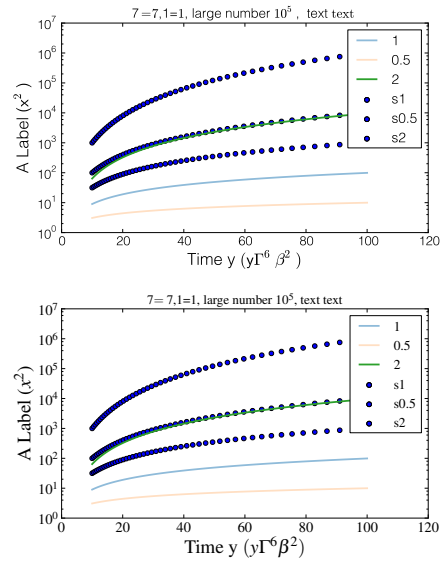 7 = 7,1=1, large number 10⁵ , text text
10⁷
10⁶
10⁵
10⁴
10³
10²
10¹
10⁰
A Label (x²)
1
0.5
2
s1
s0.5
s2
0 20 40 60 80 100 120
Time y (yΓ⁶ β² )
7 = 7,1=1, large number 10⁵, text text
10⁷
10⁶
10⁵
10⁴
10³
10²
10¹
10⁰
A Label (x²)
1
0.5
2
s1
s0.5
s2
0 20 40 60 80 100 120
Time y (yΓ⁶β²)